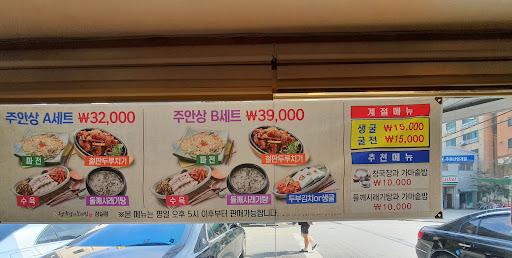 주안상 A세트 ₩32,000
파전
철판두루치기
수육
들깨시래기탕
주안상 B세트 ₩39,000
파전
철판두루치기
수육
들깨시래기탕
두부김치or생굴
※본 메뉴는 평일 오후 5시 이후부터 판매가능합니다.
계절메뉴
생굴 ₩15,000
굴전 ₩15,000
추천메뉴
청국장과 가마솥밥
₩10,000
들깨시래기탕과 가마솥밥
₩10,000